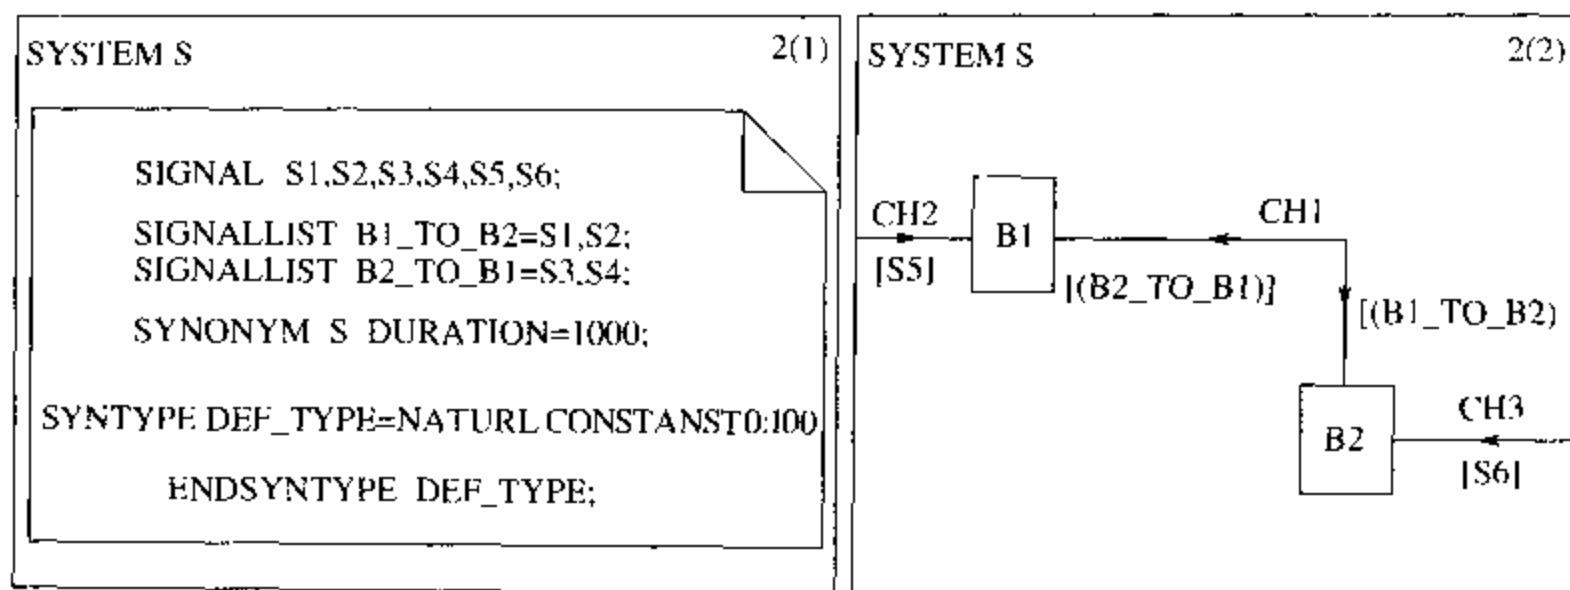 SYSTEM S
2(1)
SIGNAL S1,S2,S3,S4,S5,S6;
SIGNALLIST B1_TO_B2=S1,S2;
SIGNALLIST B2_TO_B1=S3,S4;
SYNONYM S DURATION=1000;
SYNTYPE DEF_TYPE=NATURL CONSTANST 0:100
ENDSYNTYPE DEF_TYPE;
SYSTEM S
2(2)
CH2
[S5]
B1
CH1
[(B2_TO_B1)]
[(B1_TO_B2)
B2
CH3
[S6]